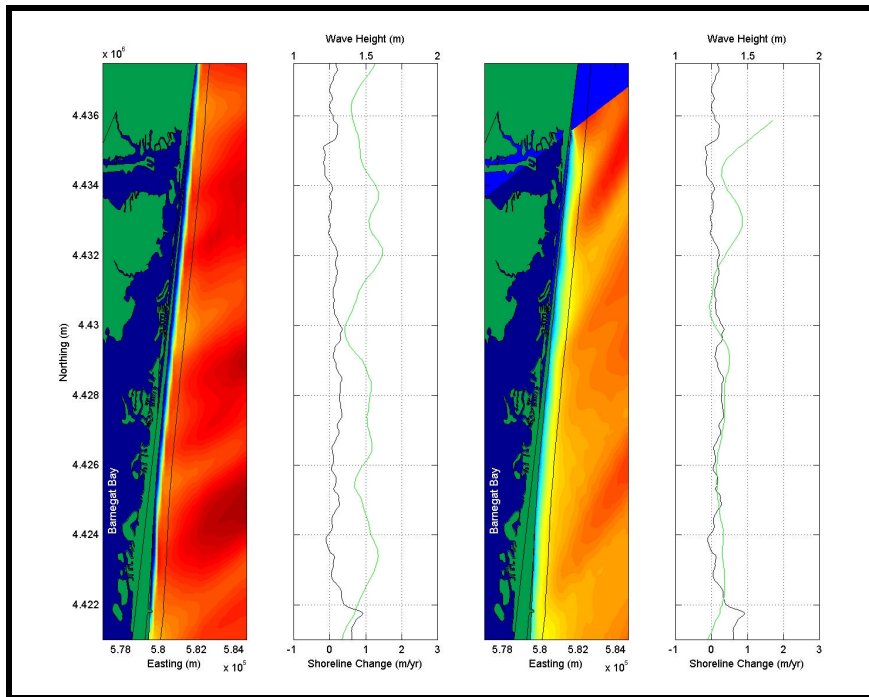 Wave Height (m) Wave Height (m)
x 10⁶ 1 1.5 2 1 1.5 2
4.436
4.434
4.432
4.43
4.428
4.426
4.424
4.422
Northing (m)
Barnegat Bay Barnegat Bay
5.78 5.8 5.82 5.84 -1 0 1 2 3 5.78 5.8 5.82 5.84 -1 0 1 2 3
Easting (m) Shoreline Change (m/yr) Easting (m) Shoreline Change (m/yr)
x 10⁵ x 10⁵